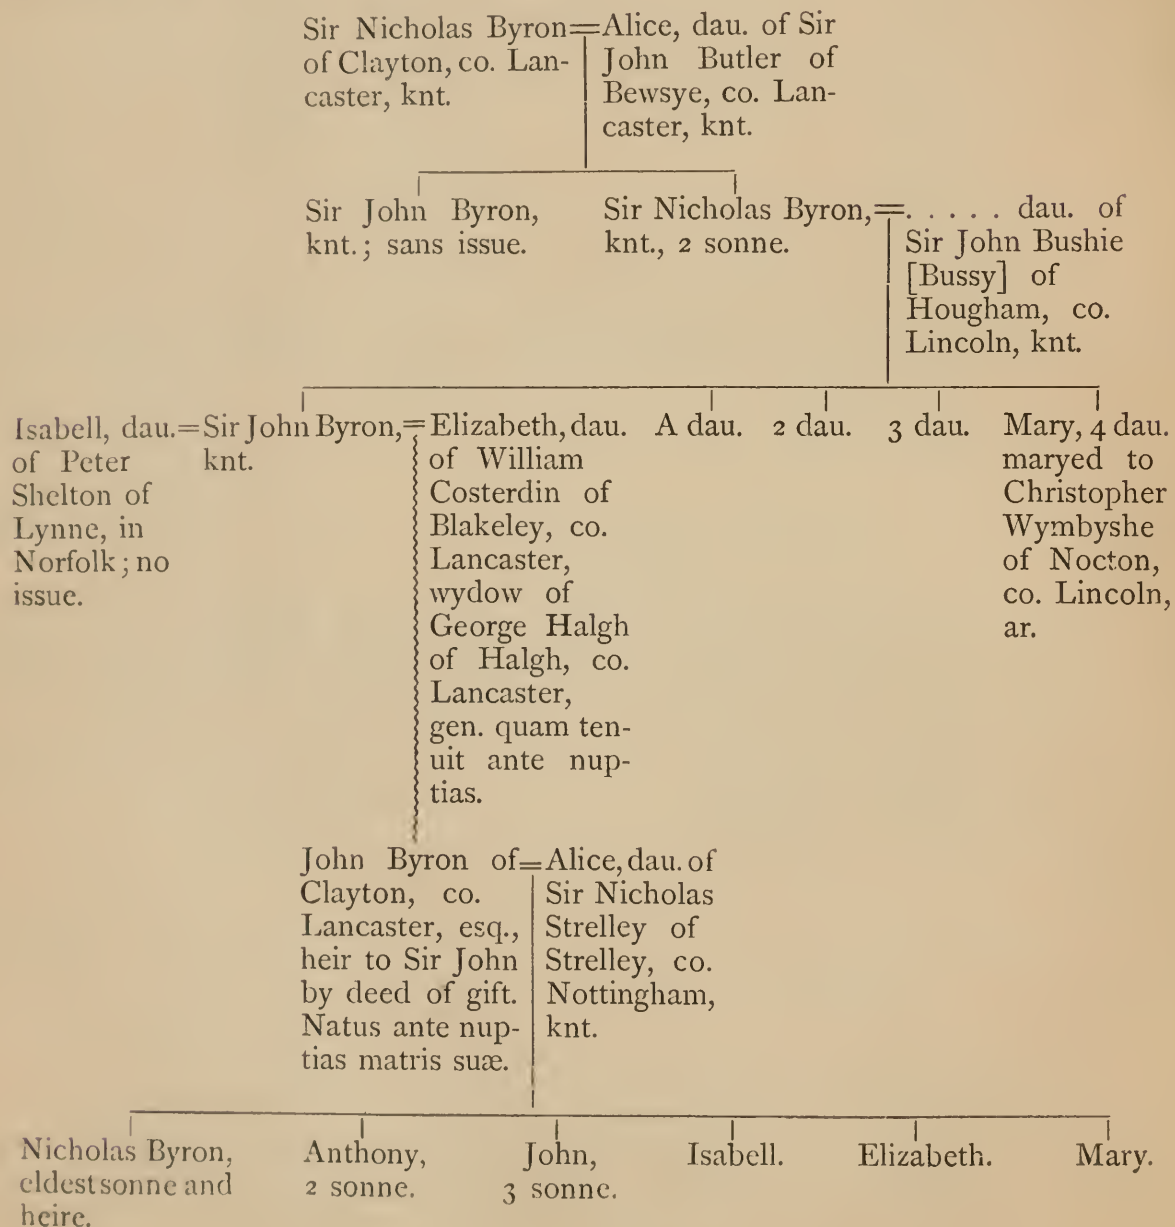 Sir Nicholas Byron=
of Clayton, co. Lan-
caster, knt.
Alice, dau. of Sir
John Butler of
Bewsye, co. Lan-
caster, knt.
Sir John Byron,
knt.; sans issue.
Sir Nicholas Byron,=
knt., 2 sonne.
. . . . . dau. of
Sir John Bushie
[Bussy] of
Hougham, co.
Lincoln, knt.
Isabell, dau.=
of Peter
Shelton of
Lynne, in
Norfolk; no
issue.
Sir John Byron,=
knt.
Elizabeth, dau.
of William
Costerdin of
Blakeley, co.
Lancaster,
wydow of
George Halgh
of Halgh, co.
Lancaster,
gen. quam ten-
uit ante nup-
tias.
A dau.
2 dau.
3 dau.
Mary, 4 dau.
maryed to
Christopher
Wymbyshe
of Nocton,
co. Lincoln,
ar.
John Byron of=
Clayton, co.
Lancaster, esq.,
heir to Sir John
by deed of gift.
Natus ante nup-
tias matris suæ.
Alice, dau. of
Sir Nicholas
Strelley of
Strelley, co.
Nottingham,
knt.
Nicholas Byron,
eldest sonne and
heire.
Anthony,
2 sonne.
John,
3 sonne.
Isabell.
Elizabeth.
Mary.